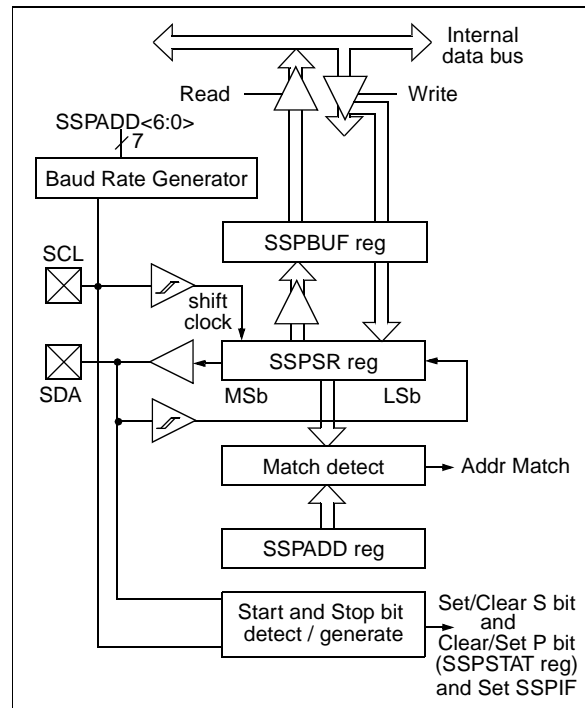 Internal
data bus
Read
Write
SSPADD<6:0>
7
Baud Rate Generator
SSPBUF reg
SCL
shift
clock
SSPSR reg
SDA
MSb
LSb
Match detect
Addr Match
SSPADD reg
Start and Stop bit
detect / generate
Set/Clear S bit
and
Clear/Set P bit
(SSPSTAT reg)
and Set SSPIF